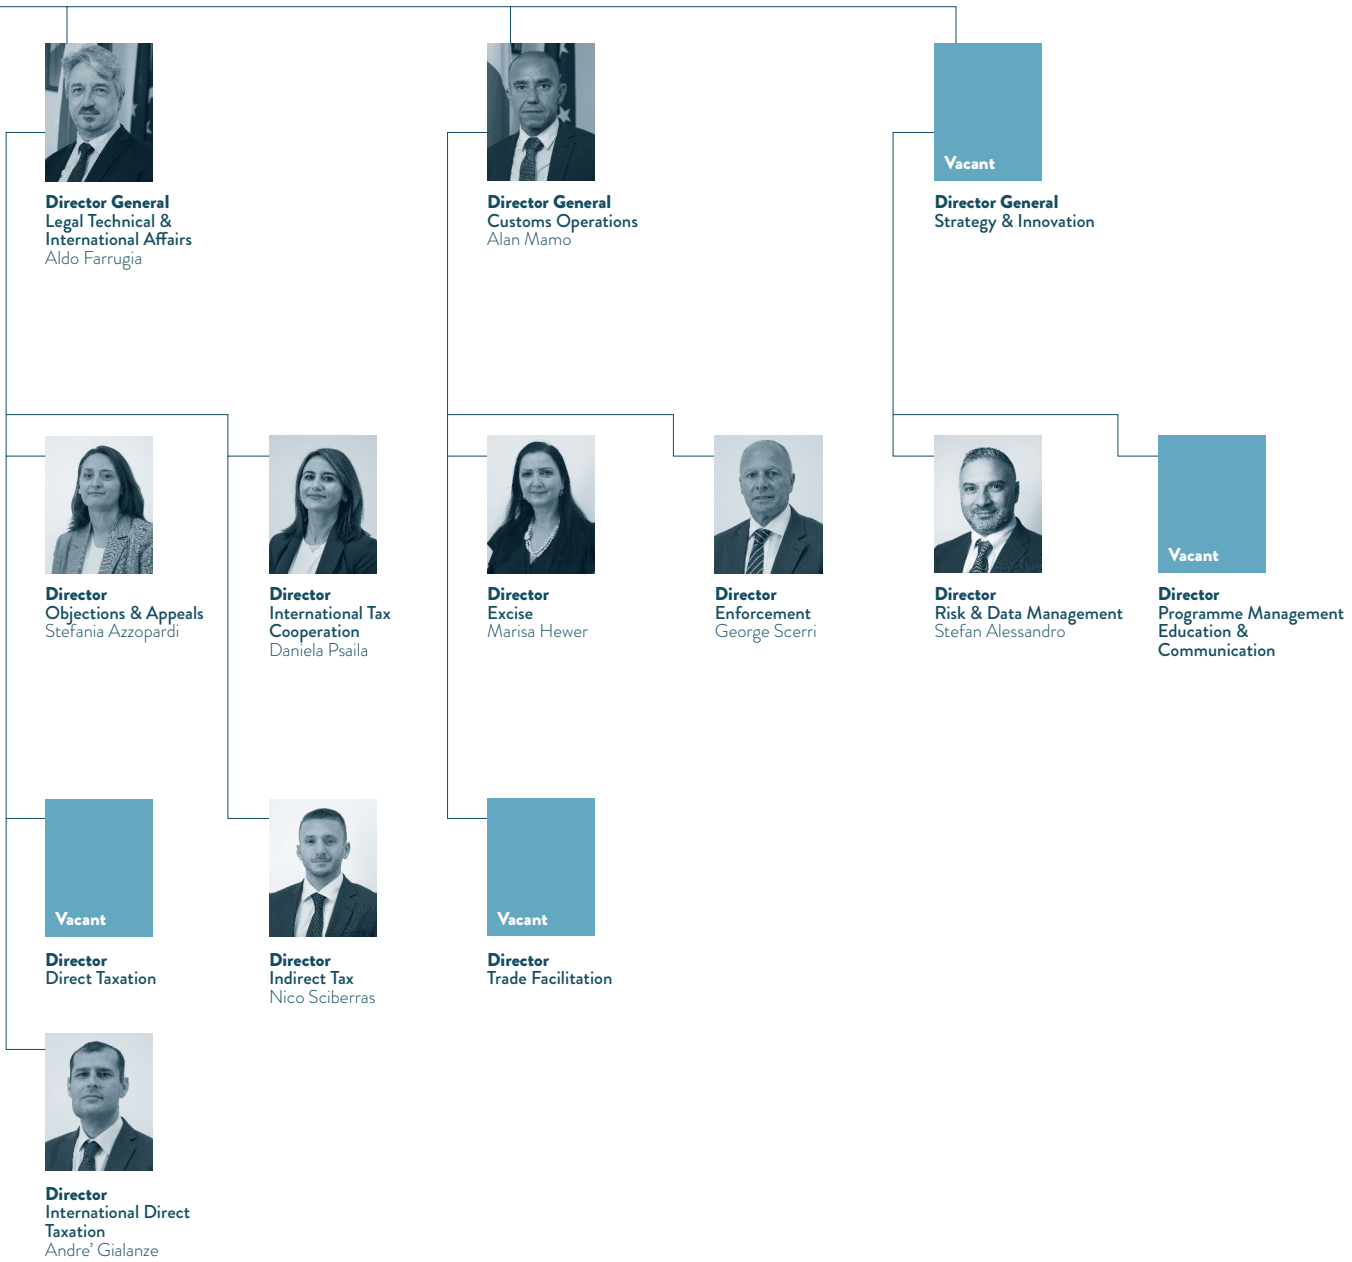 Vacant
Director General
Legal Technical &
International Affairs
Aldo Farrugia
Director General
Customs Operations
Alan Mamo
Director General
Strategy & Innovation
Vacant
Director
Objections & Appeals
Stefania Azzopardi
Director
International Tax
Cooperation
Daniela Psaila
Director
Excise
Marisa Hewer
Director
Enforcement
George Scerri
Director
Risk & Data Management
Stefan Alessandro
Director
Programme Management
Education &
Communication
Vacant
Director
Direct Taxation
Director
Indirect Tax
Nico Sciberras
Vacant
Director
Trade Facilitation
Director
International Direct
Taxation
Andre’ Gialanze